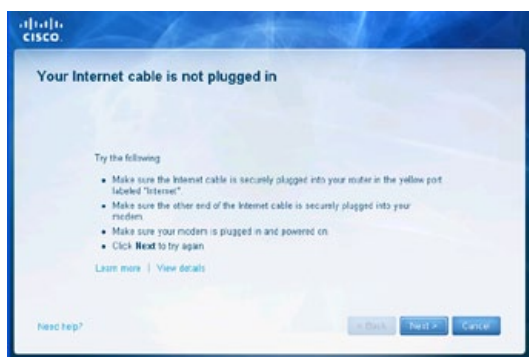 CISCO.
Your Internet cable is not plugged in
Try the following:
Make sure the Internet cable is securely plugged into your router in the yellow port
labeled "Internet".
Make sure the other end of the Internet cable is securely plugged into your
modem.
Make sure your modem is plugged in and powered on.
Click Next to try again
Learn more | View details
Need help?
< Back Next > Cancel